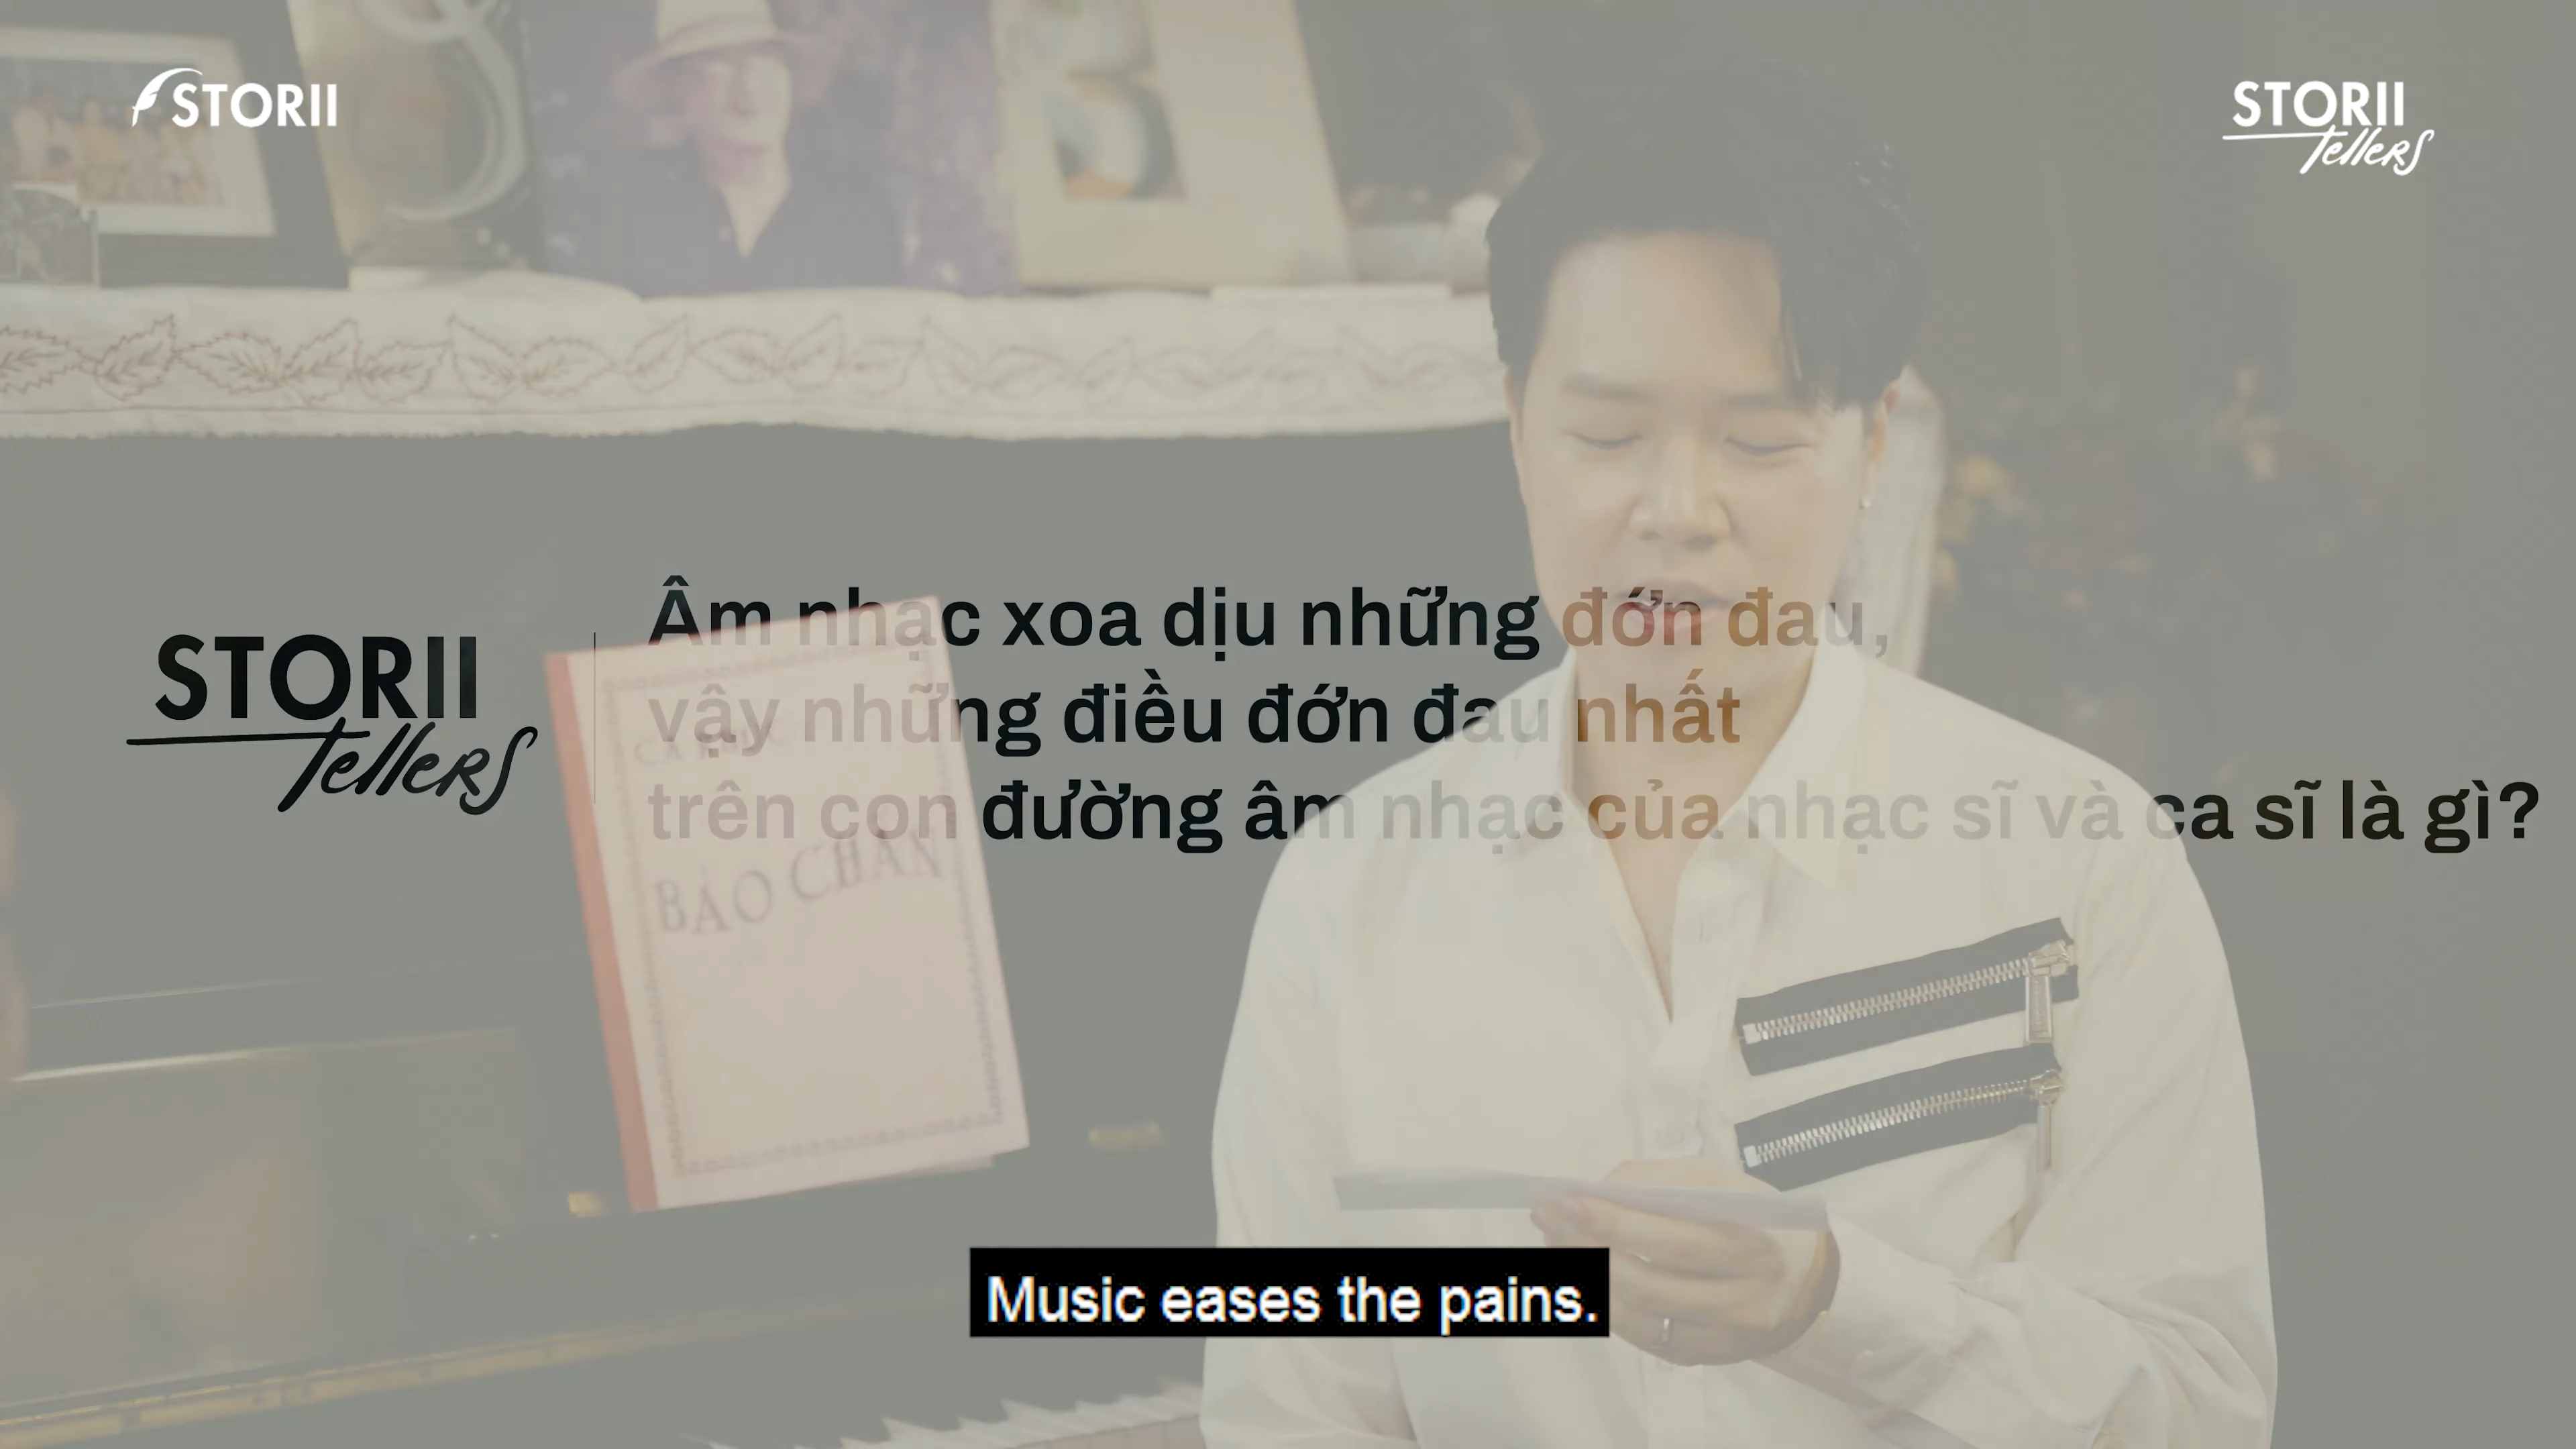 STORII
STORII
Tellers
STORII
Tellers
Âm nhạc xoa dịu những đớn đau,
vậy những điều đớn đau nhất
trên con đường âm nhạc của nhạc sĩ và ca sĩ là gì?
BẢO CHẤN
Music eases the pains.